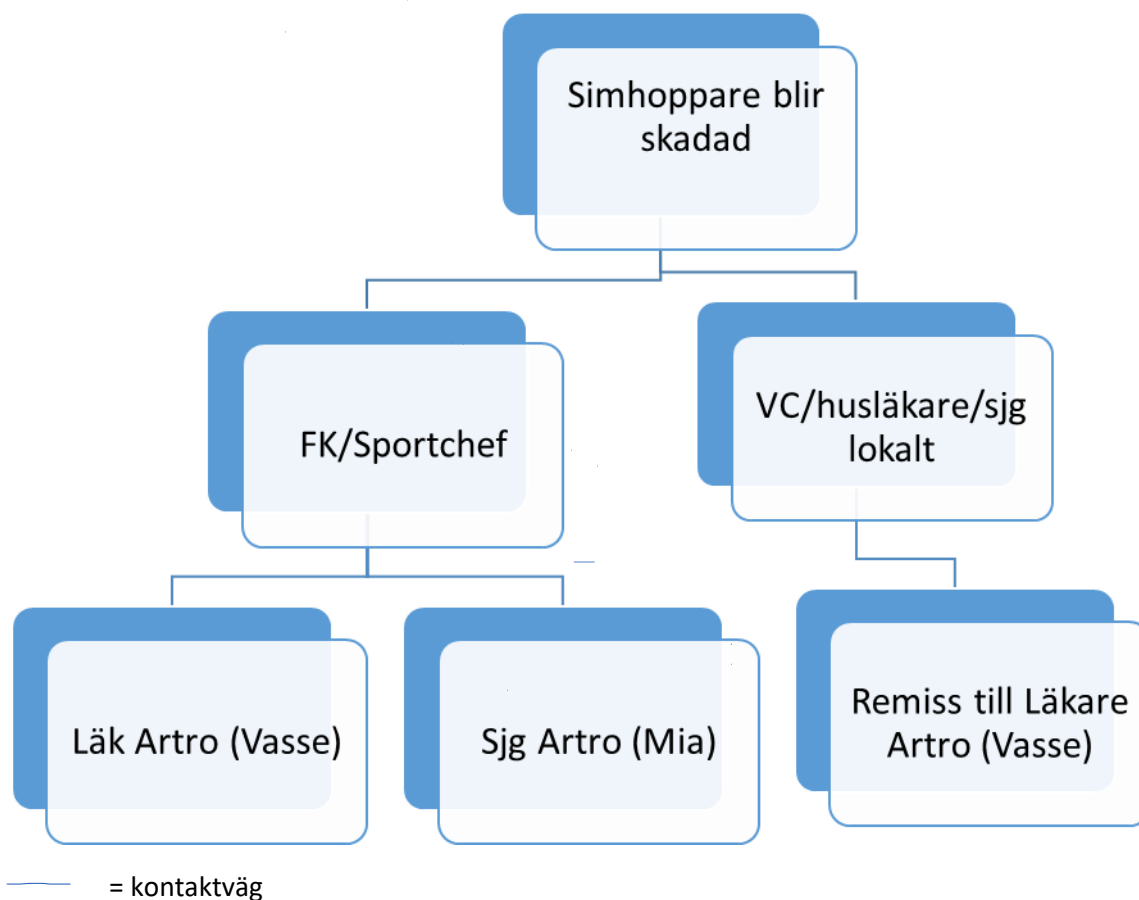 Simhoppare blir
skadad
FK/Sportchef
VC/husläkare/sjg
lokalt
Läk Artro (Vasse)
Sjg Artro (Mia)
Remiss till Läkare
Artro (Vasse)
= kontaktväg